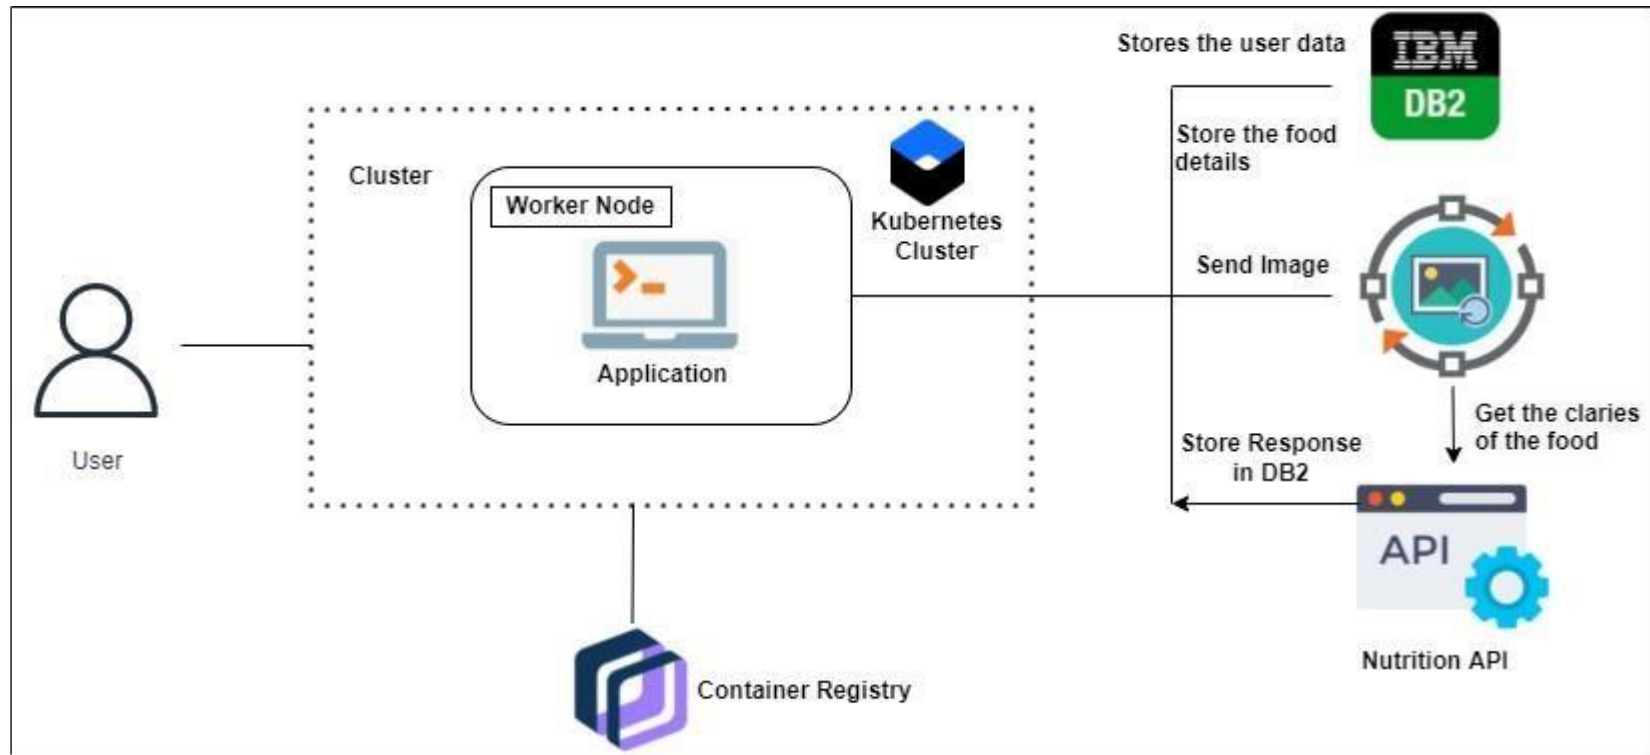 Stores the user data
IBM
DB2
Store the food
details
Cluster
Worker Node
Kubernetes
Cluster
Send Image
Application
User
Get the claries
of the food
Store Response
in DB2
API
Nutrition API
Container Registry